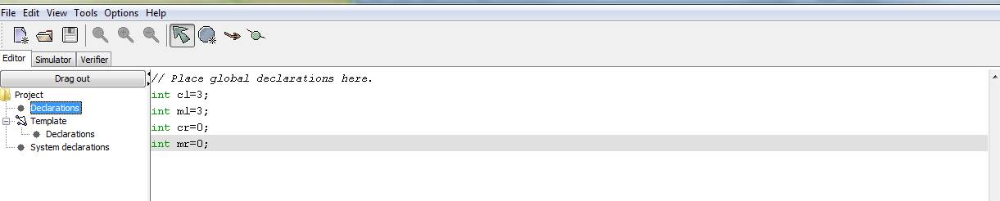 File Edit View Tools Options Help
Editor Simulator Verifier
Drag out
Project
Declarations
Template
Declarations
System declarations
// Place global declarations here.
int cl=3;
int ml=3;
int cr=0;
int mr=0;